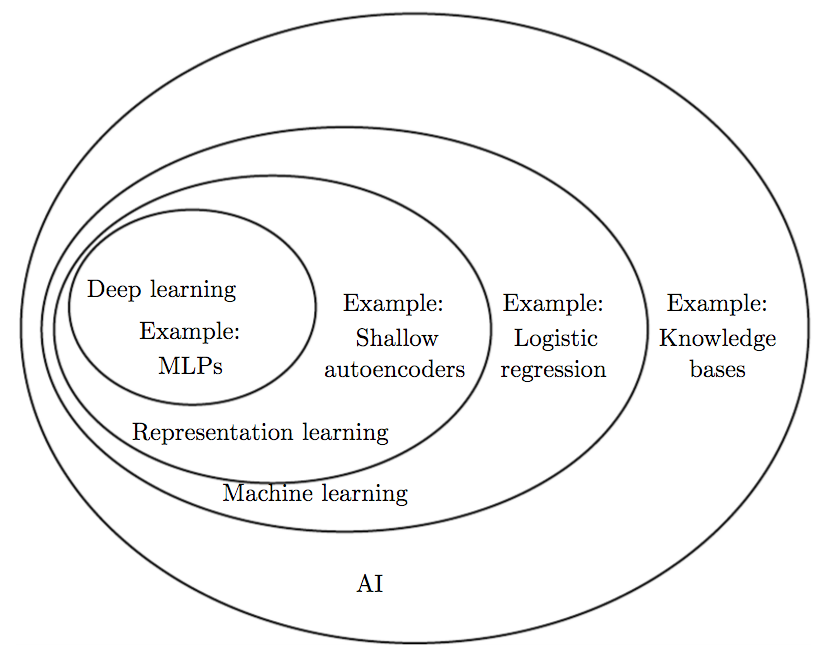 Deep learning
Example:
MLPs
Example:
Shallow
autoencoders
Example:
Logistic
regression
Example:
Knowledge
bases
Representation learning
Machine learning
AI